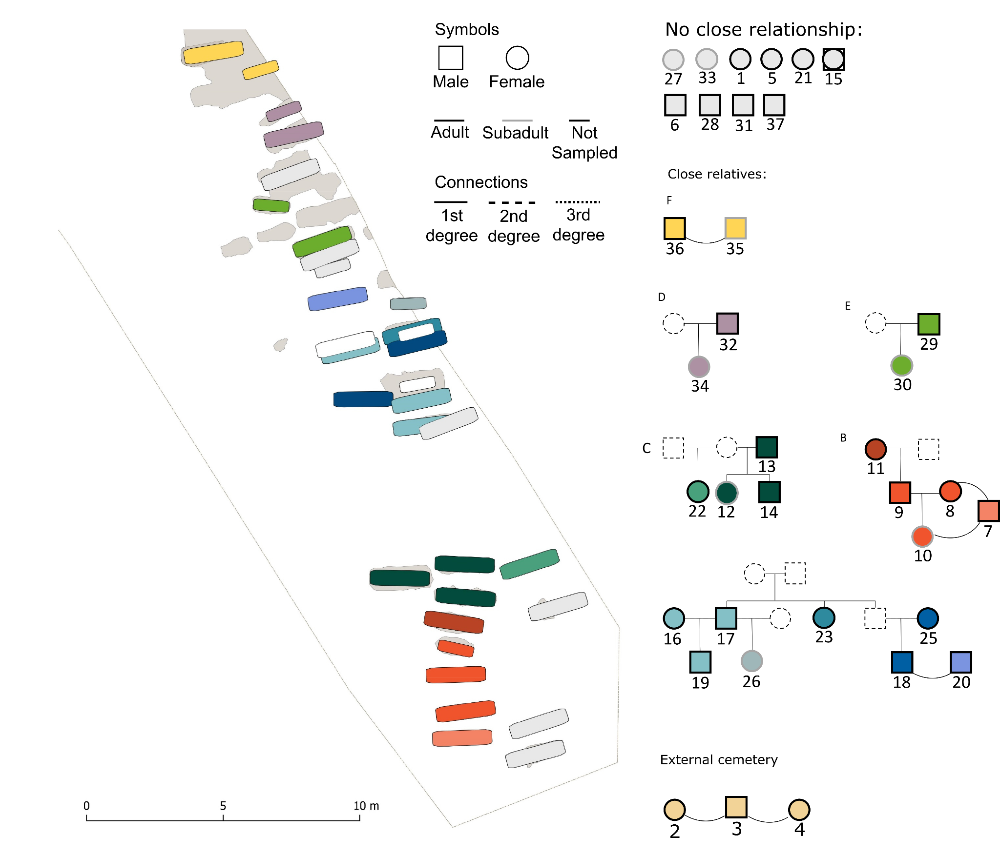 Symbols
Male Female
Adult Subadult Not
Sampled
Connections
1st 2nd 3rd
degree degree degree
No close relationship:
27 33 1 5 21 15
6 28 31 37
Close relatives:
F
36 35
D
32
34
E
29
30
C
13
22 12 14
B
11
9 8
7
10
16 17 23 25
19 26 18 20
External cemetery
2 3 4
0 5 10 m